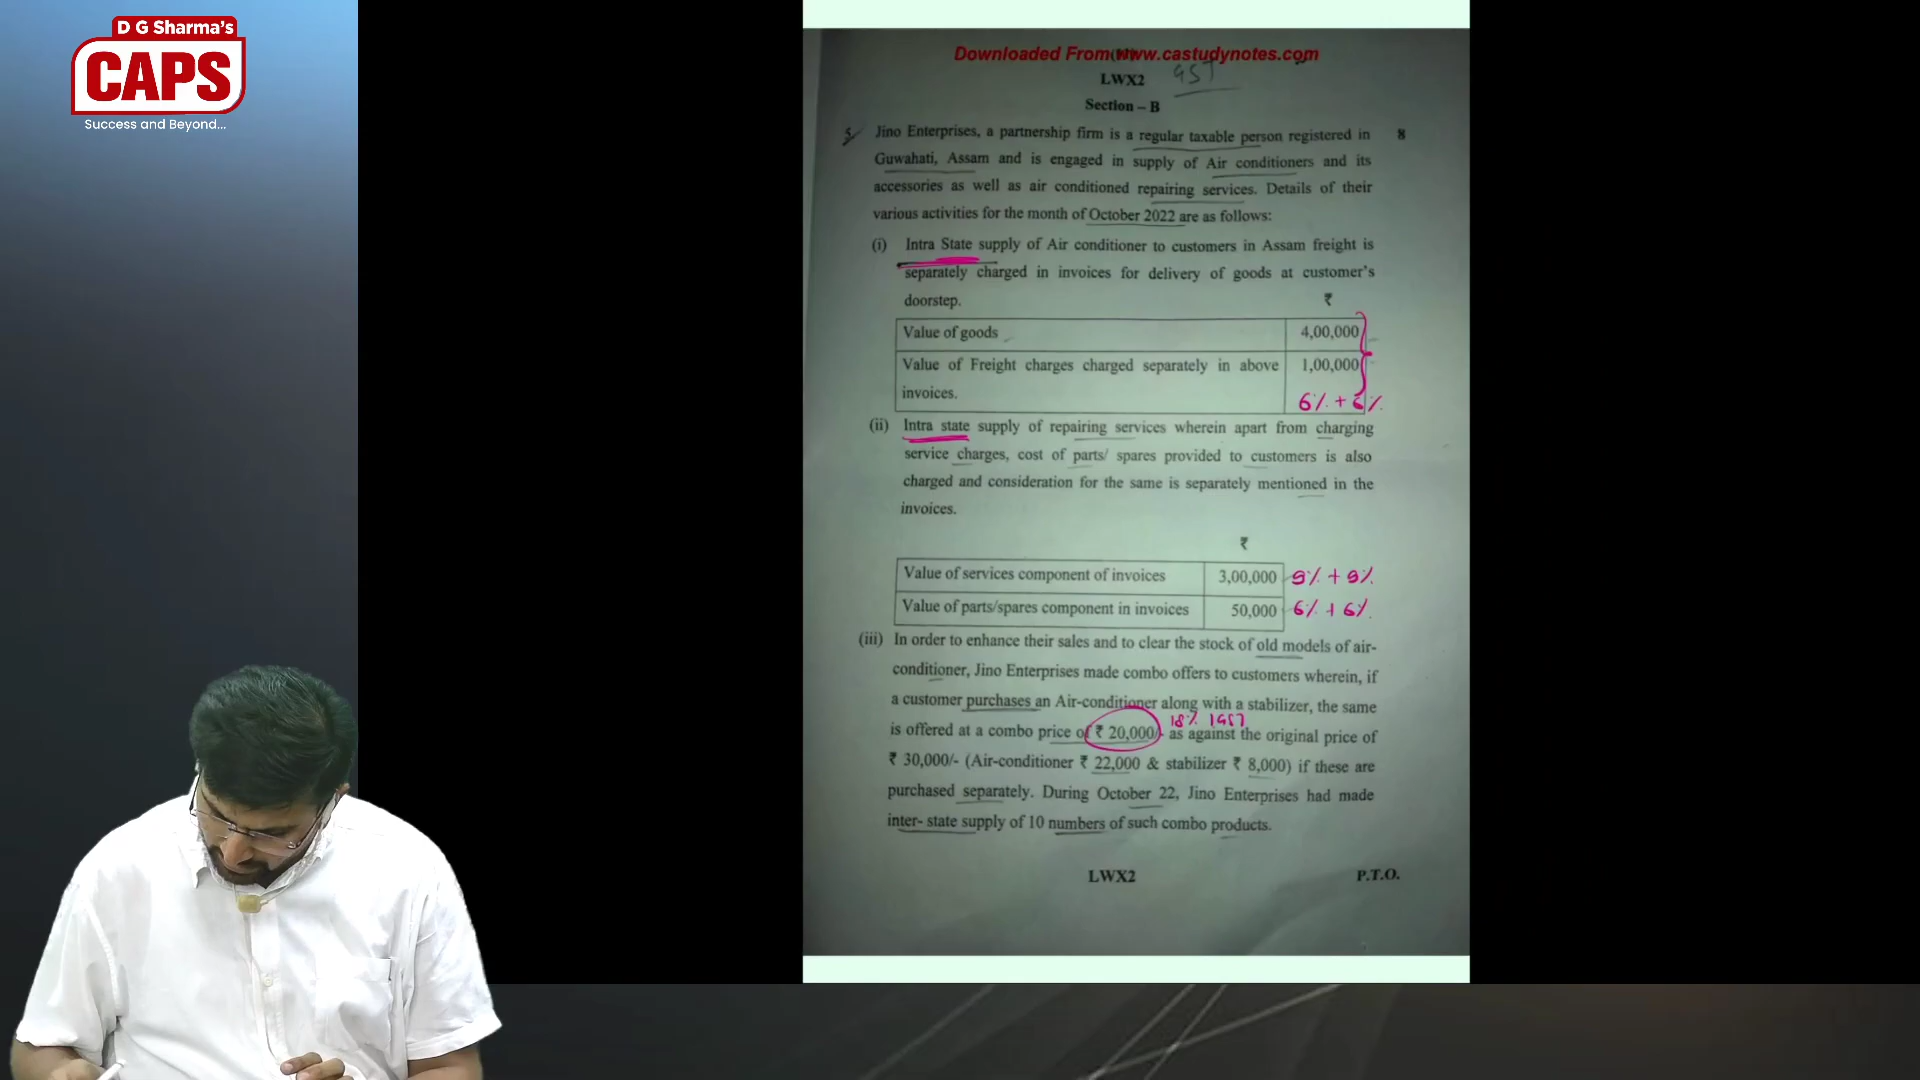 D G Sharma's
CAPS
Success and Beyond...
Downloaded From www.castudynotes.com
LWX2
GST
Section – B
5. Jino Enterprises, a partnership firm is a regular taxable person registered in 8
Guwahati, Assam and is engaged in supply of Air conditioners and its
accessories as well as air conditioned repairing services. Details of their
various activities for the month of October 2022 are as follows:
(i) Intra State supply of Air conditioner to customers in Assam freight is
separately charged in invoices for delivery of goods at customer's
doorstep. ₹
Value of goods 4,00,000
Value of Freight charges charged separately in above 1,00,000
invoices.
6% + 6%
(ii) Intra state supply of repairing services wherein apart from charging
service charges, cost of parts/ spares provided to customers is also
charged and consideration for the same is separately mentioned in the
invoices.
₹
Value of services component of invoices 3,00,000 9% + 9%
Value of parts/spares component in invoices 50,000 6% + 6%
(iii) In order to enhance their sales and to clear the stock of old models of air-
conditioner, Jino Enterprises made combo offers to customers wherein, if
a customer purchases an Air-conditioner along with a stabilizer, the same
18% IGST
is offered at a combo price of ₹ 20,000/- as against the original price of
₹ 30,000/- (Air-conditioner ₹ 22,000 & stabilizer ₹ 8,000) if these are
purchased separately. During October 22, Jino Enterprises had made
inter- state supply of 10 numbers of such combo products.
LWX2 P.T.O.